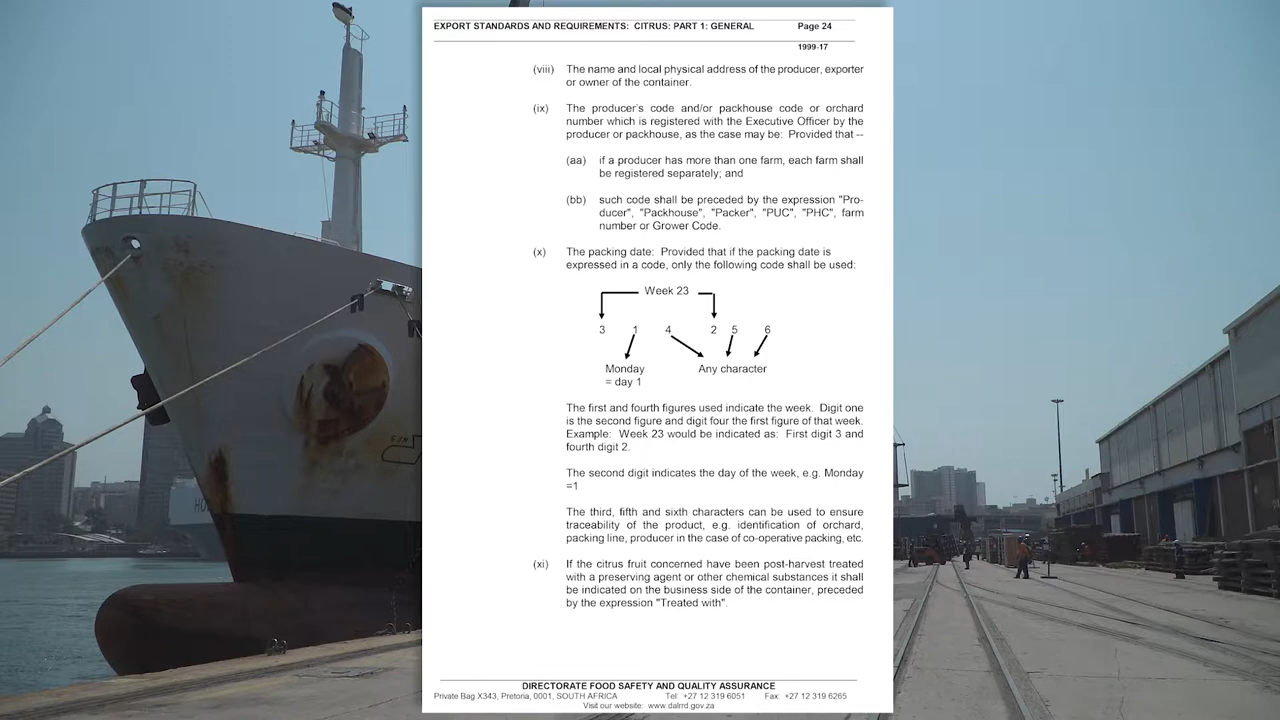 EXPORT STANDARDS AND REQUIREMENTS: CITRUS: PART 1: GENERAL Page 24
1999-17
(viii) The name and local physical address of the producer, exporter
or owner of the container.
(ix) The producer's code and/or packhouse code or orchard
number which is registered with the Executive Officer by the
producer or packhouse, as the case may be: Provided that --
(aa) if a producer has more than one farm, each farm shall
be registered separately; and
(bb) such code shall be preceded by the expression "Pro-
ducer", "Packhouse", "Packer", "PUC", "PHC", farm
number or Grower Code.
(x) The packing date: Provided that if the packing date is
expressed in a code, only the following code shall be used:
Week 23
3 1 4 2 5 6
Monday Any character
= day 1
The first and fourth figures used indicate the week. Digit one
is the second figure and digit four the first figure of that week.
Example: Week 23 would be indicated as: First digit 3 and
fourth digit 2.
The second digit indicates the day of the week, e.g. Monday
=1
The third, fifth and sixth characters can be used to ensure
traceability of the product, e.g. identification of orchard,
packing line, producer in the case of co-operative packing, etc.
(xi) If the citrus fruit concerned have been post-harvest treated
with a preserving agent or other chemical substances it shall
be indicated on the business side of the container, preceded
by the expression "Treated with".
DIRECTORATE FOOD SAFETY AND QUALITY ASSURANCE
Private Bag X343, Pretoria, 0001, SOUTH AFRICA Tel: +27 12 319 6051 Fax: +27 12 319 6265
Visit our website: www.dalrrd.gov.za